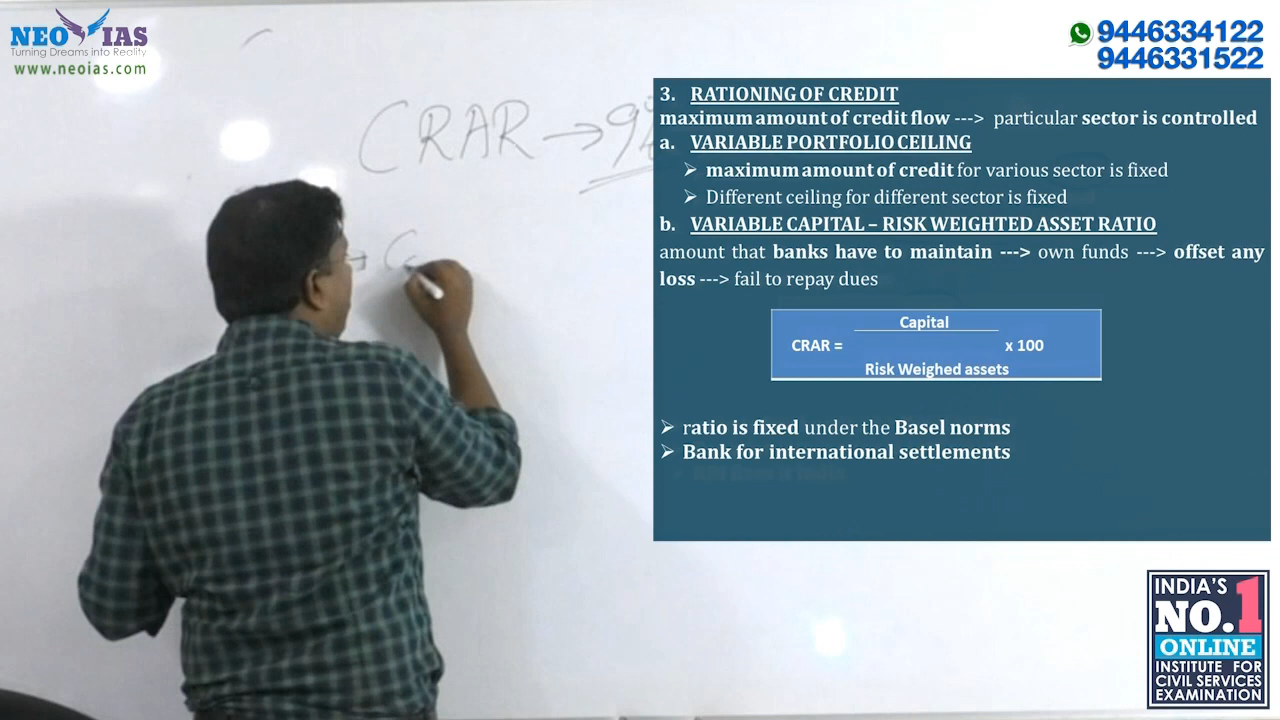 NEO IAS
Turning Dreams into Reality
www.neoias.com
9446334122
9446331522
CRAR → 9%
3. RATIONING OF CREDIT
maximum amount of credit flow ---> particular sector is controlled
a. VARIABLE PORTFOLIO CEILING
➢ maximum amount of credit for various sector is fixed
➢ Different ceiling for different sector is fixed
b. VARIABLE CAPITAL – RISK WEIGHTED ASSET RATIO
amount that banks have to maintain ---> own funds ---> offset any
loss ---> fail to repay dues
Capital
CRAR = x 100
Risk Weighed assets
➢ ratio is fixed under the Basel norms
➢ Bank for international settlements
INDIA'S
NO.1
ONLINE
INSTITUTE FOR
CIVIL SERVICES
EXAMINATION